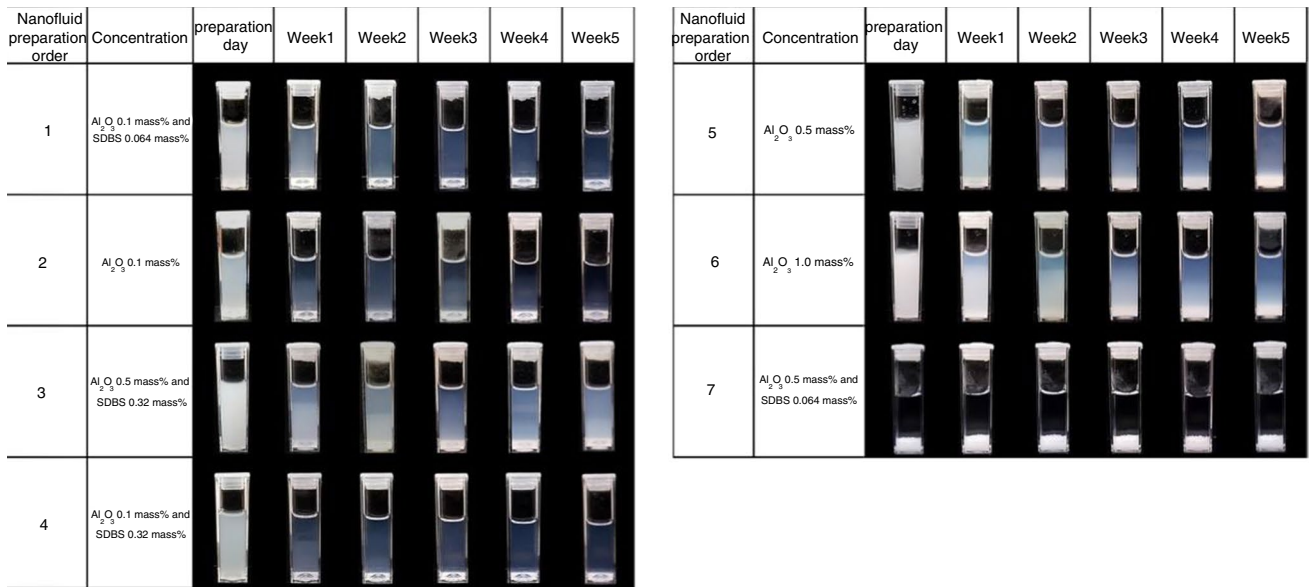 Nanofluid
preparation
order
Concentration
preparation
day
Week1
Week2
Week3
Week4
Week5
1
Al2O3 0.1 mass% and
SDBS 0.064 mass%
2
Al2O3 0.1 mass%
3
Al2O3 0.5 mass% and
SDBS 0.32 mass%
4
Al2O3 0.1 mass% and
SDBS 0.32 mass%
Nanofluid
preparation
order
Concentration
preparation
day
Week1
Week2
Week3
Week4
Week5
5
Al2O3 0.5 mass%
6
Al2O3 1.0 mass%
7
Al2O3 0.5 mass% and
SDBS 0.064 mass%